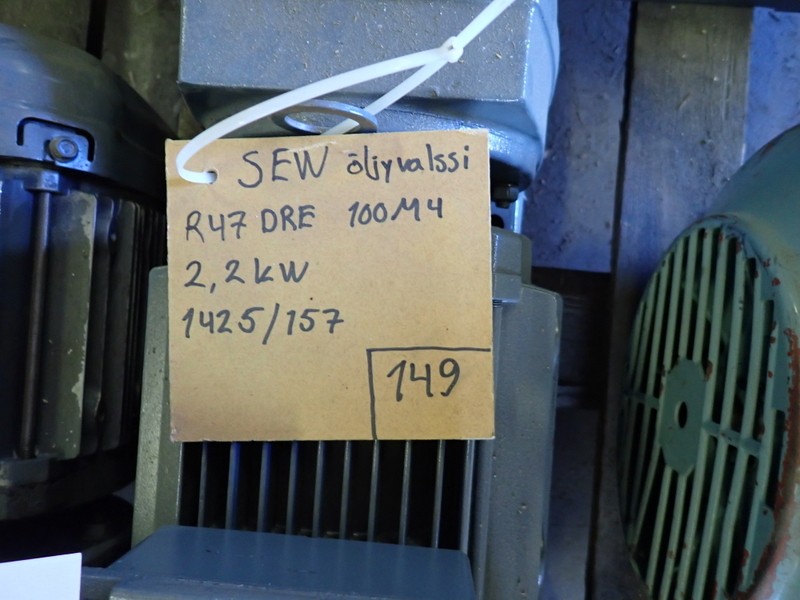 SEW öljyvalssi
R47 DRE 100M4
2,2kW
1425/157
149